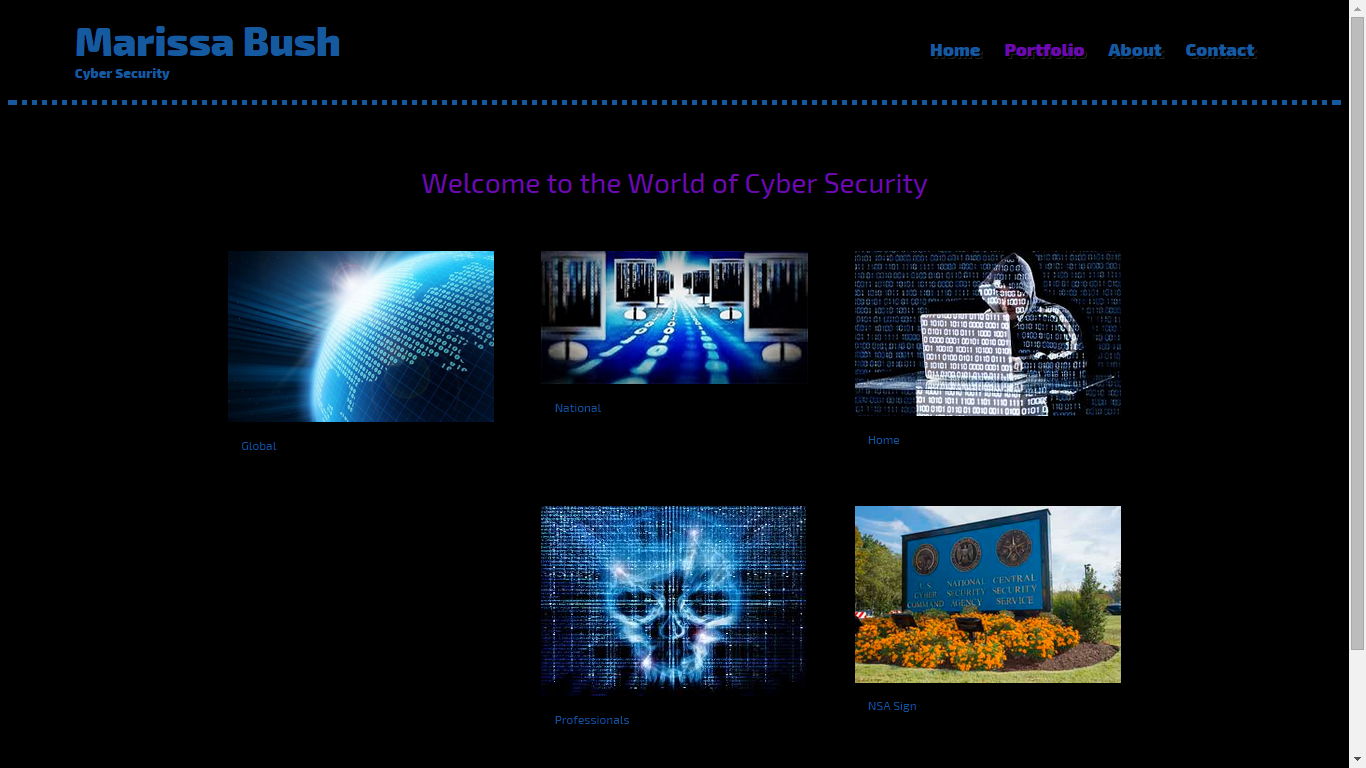 Marissa Bush
Cyber Security
Home
Portfolio
About
Contact
Welcome to the World of Cyber Security
Global
National
Home
U.S.
CYBER
COMMAND
NATIONAL
SECURITY
AGENCY
CENTRAL
SECURITY
SERVICE
Professionals
NSA Sign